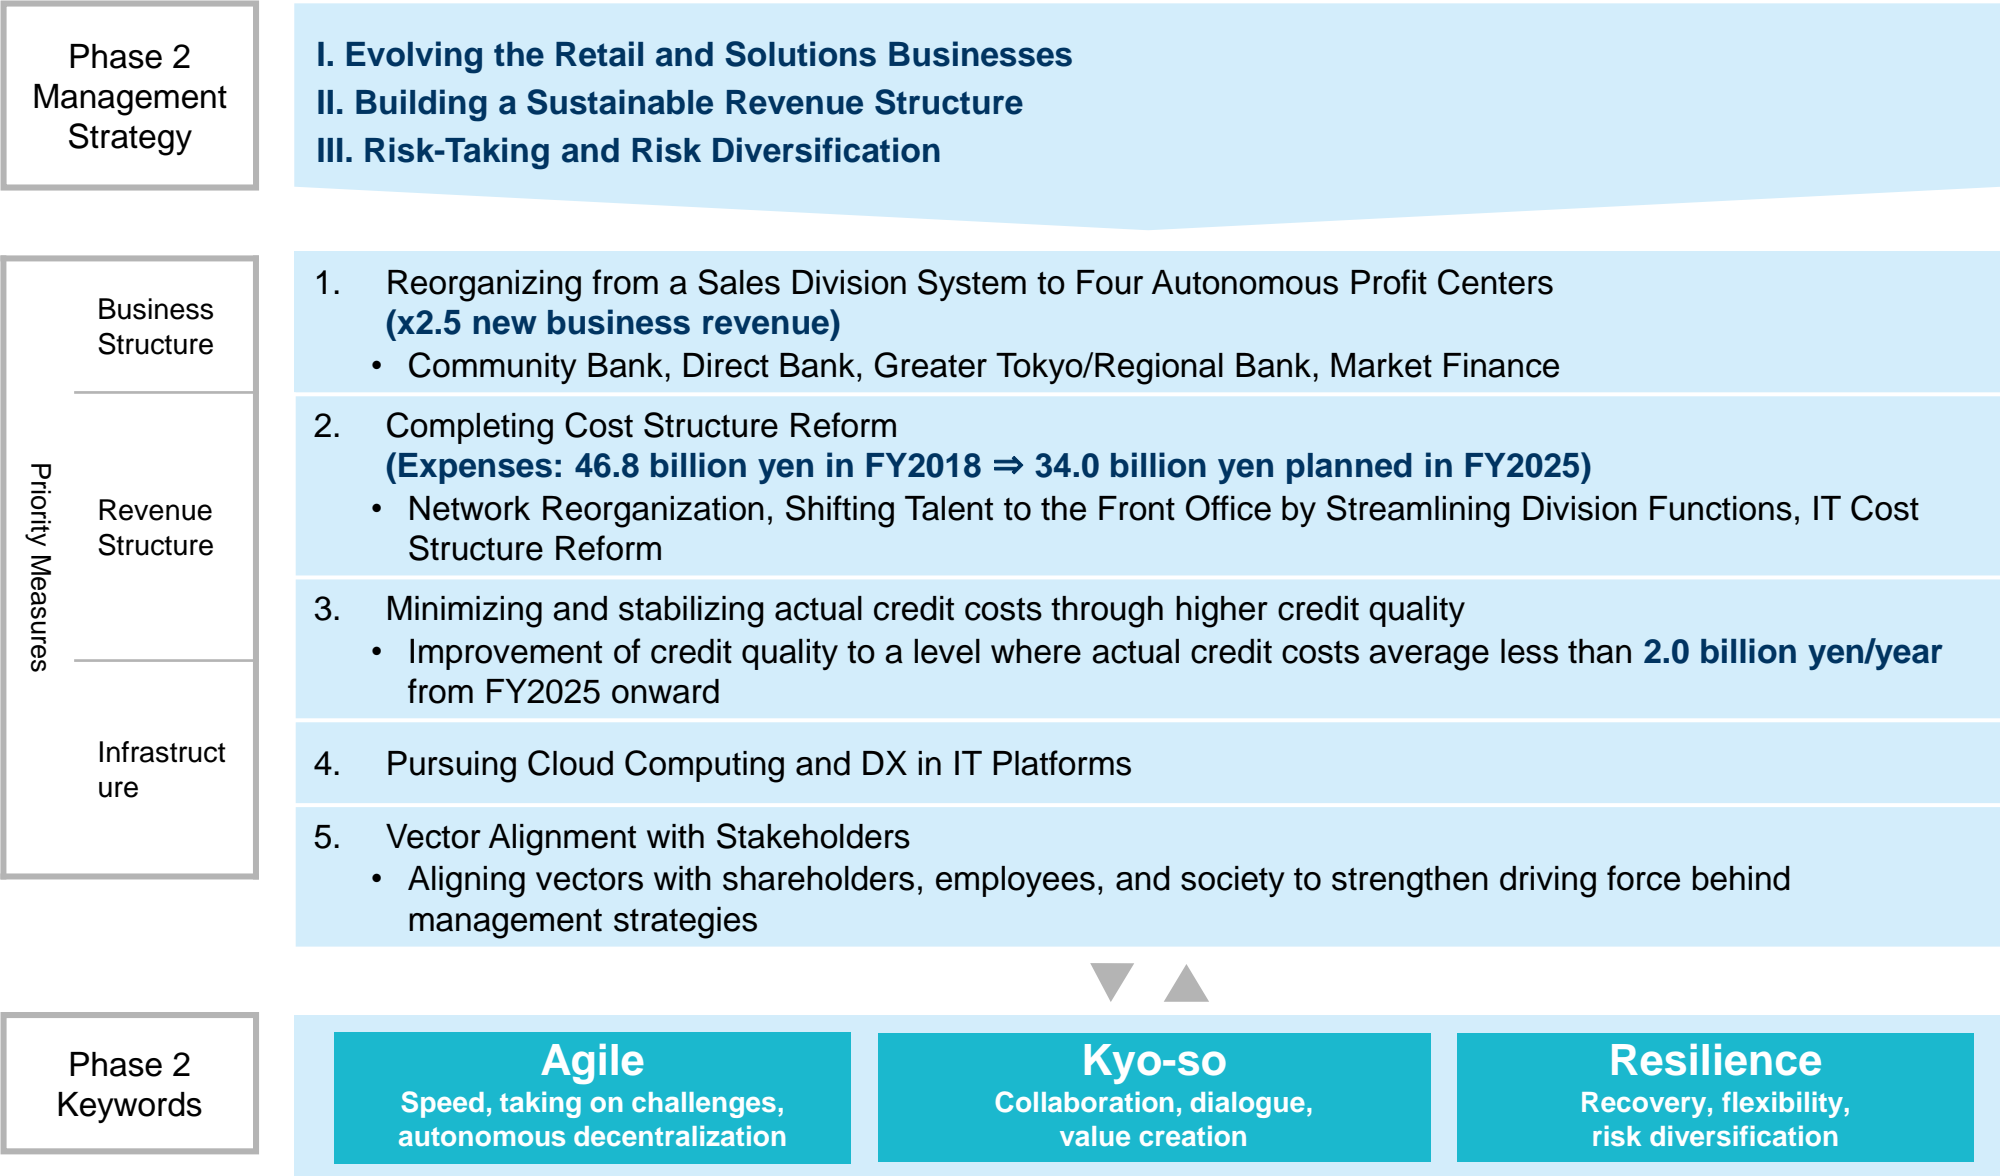 Phase 2
Management
Strategy
I. Evolving the Retail and Solutions Businesses
II. Building a Sustainable Revenue Structure
III. Risk-Taking and Risk Diversification
Priority Measures
Business
Structure
1. Reorganizing from a Sales Division System to Four Autonomous Profit Centers
(x2.5 new business revenue)
• Community Bank, Direct Bank, Greater Tokyo/Regional Bank, Market Finance
Revenue
Structure
2. Completing Cost Structure Reform
(Expenses: 46.8 billion yen in FY2018 ⇒ 34.0 billion yen planned in FY2025)
• Network Reorganization, Shifting Talent to the Front Office by Streamlining Division Functions, IT Cost
Structure Reform
3. Minimizing and stabilizing actual credit costs through higher credit quality
• Improvement of credit quality to a level where actual credit costs average less than 2.0 billion yen/year
from FY2025 onward
Infrastruct
ure
4. Pursuing Cloud Computing and DX in IT Platforms
5. Vector Alignment with Stakeholders
• Aligning vectors with shareholders, employees, and society to strengthen driving force behind
management strategies
Phase 2
Keywords
Agile
Speed, taking on challenges,
autonomous decentralization
Kyo-so
Collaboration, dialogue,
value creation
Resilience
Recovery, flexibility,
risk diversification